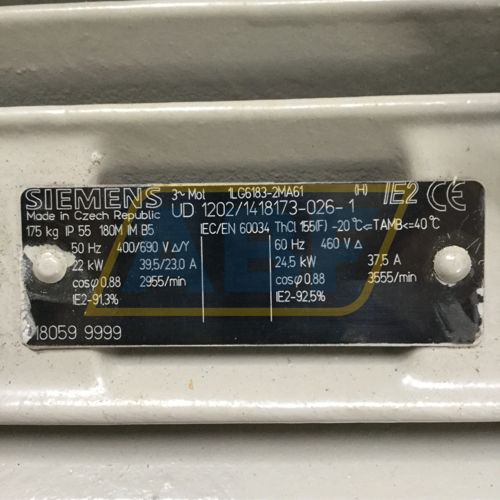 SIEMENS 3~ Mot 1LG6183-2MA61 (H) IE2 CE
Made in Czech Republic UD 1202/1418173-026-1
175 kg IP 55 180M IM B5 IEC/EN 60034 ThCl 155(F) -20°C<=TAMB<=40°C
50 Hz 400/690 V Δ/Y 60 Hz 460 V Δ
22 kW 39,5/23,0 A 24,5 kW 37,5 A
cosφ 0,88 2955/min cosφ 0,88 3555/min
IE2-91,3% IE2-92,5%
18059 9999
AEF